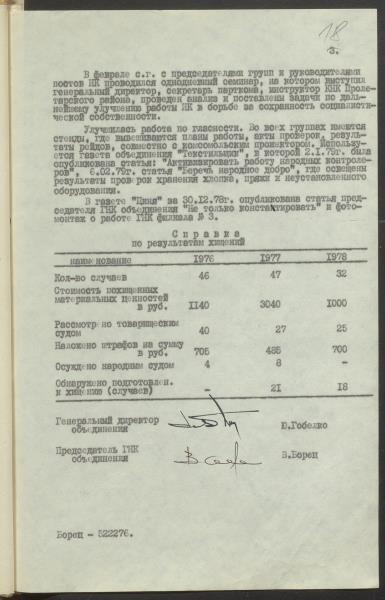 18
3.
В феврале с.г. с председателями групп и руководителями
постов НК проводился однодневный семинар, на котором выступил
генеральный директор, секретарь парткома, инструктор КНК Проле-
тарского района, проведен анализ и поставлены задачи по даль-
нейшему улучшению работы НК в борьбе за сохранность социалисти-
ческой собственности.
Улучшилась работа по гласности. Во всех группах имеются
стенды, где вывешиваются планы работы, акты проверок, резуль-
таты рейдов, совместно с комсомольским прожектором. Использу-
ется газета объединения "Текстильщик", в которой 2.I.79г. была
опубликована статья: "Активизировать работу народных контроле-
ров", 6.02.79г. статья "Беречь народное добро", где освещены
результаты проверок хранения хлопка, пряжи и неустановленного
оборудования.
В газете "Циня" за 30.12.78г. опубликована статья пред-
седателя ГНК объединения "Не только констатировать" и фото-
монтаж о работе ГНК филиала № 3.
Справка
по результатам хищений
наименование 1976 1977 1978
Кол-во случаев 46 47 32
Стоимость похищенных
материальных ценностей
в руб. 1140 3040 1000
Рассмотрено товарищеским
судом 40 27 25
Наложено штрафов на сумму
в руб. 705 485 700
Осуждено народным судом 4 8 -
Обнаружено подготовлен.
к хищению (случаев) - 21 18
Генеральный директор
объединения Ю.Гобелко
Председатель ГНК
объединения В.Борец
Борец - 522276.